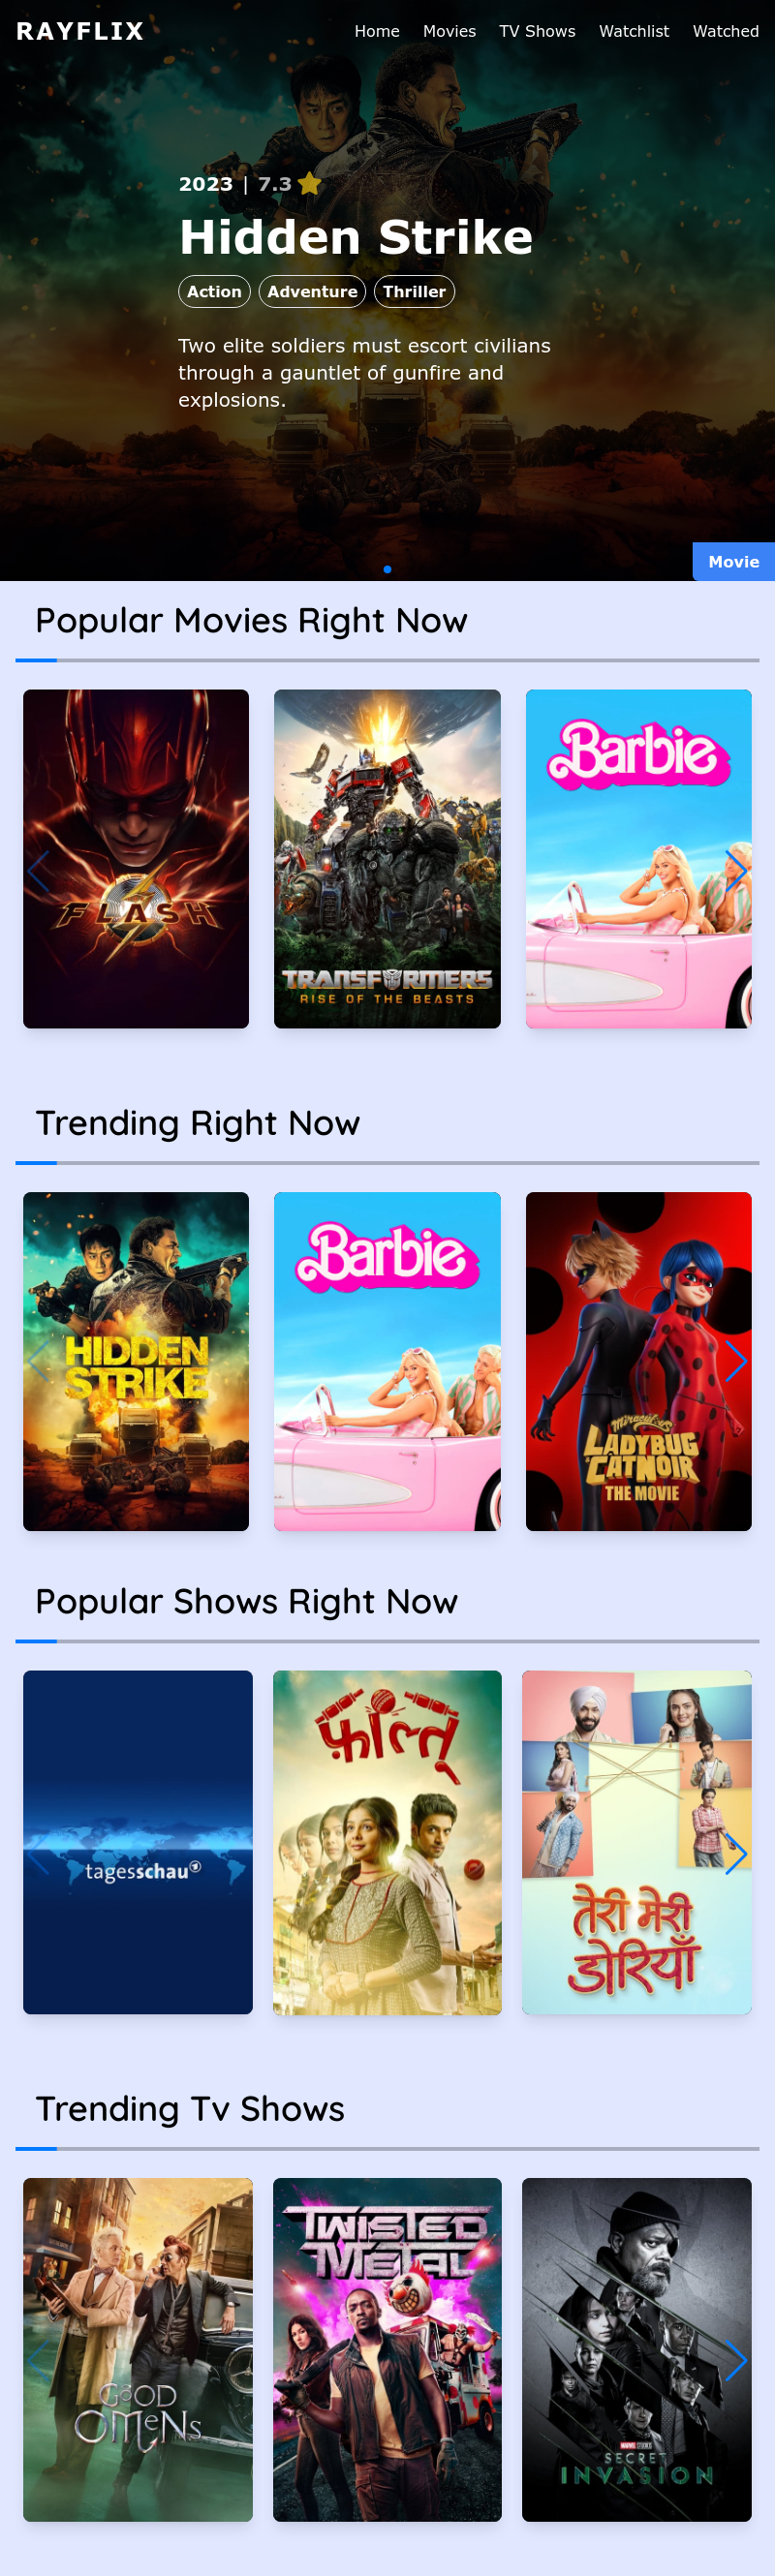 RAYFLIX
Home Movies TV Shows Watchlist Watched
2023 | 7.3
Hidden Strike
Action Adventure Thriller
Two elite soldiers must escort civilians
through a gauntlet of gunfire and
explosions.
Movie
Popular Movies Right Now
FLASH
TRANSFORMERS
RISE OF THE BEASTS
Barbie
Trending Right Now
HIDDEN
STRIKE
Barbie
miraculous
LADYBUG
& CATNOIR
THE MOVIE
Popular Shows Right Now
tagesschau
फ़ालतू
तेरी मेरी
डोरियाँ
Trending Tv Shows
GOOD
OMENS
TWISTED
METAL
MARVEL STUDIOS
SECRET
INVASION